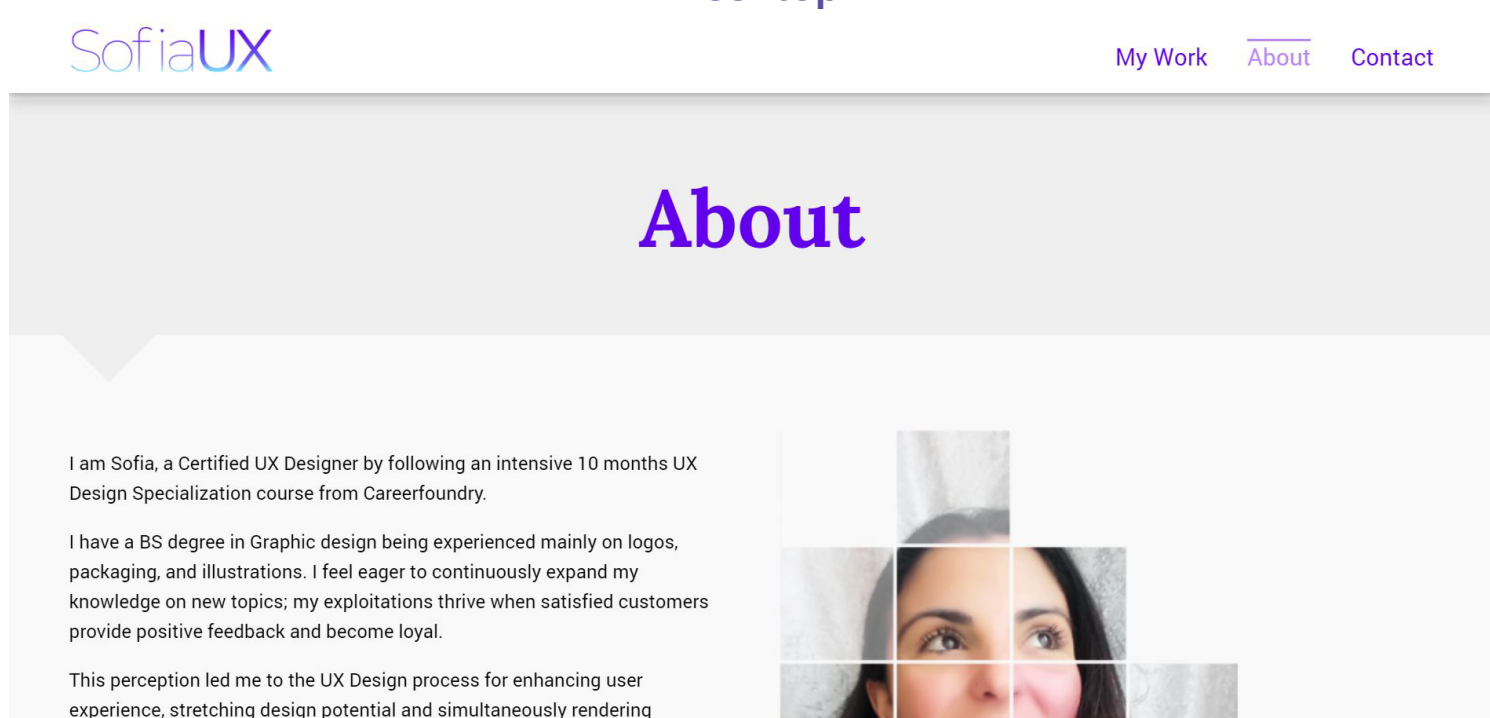 SofiaUX
My Work About Contact
About
I am Sofia, a Certified UX Designer by following an intensive 10 months UX
Design Specialization course from Careerfoundry.
I have a BS degree in Graphic design being experienced mainly on logos,
packaging, and illustrations. I feel eager to continuously expand my
knowledge on new topics; my exploitations thrive when satisfied customers
provide positive feedback and become loyal.
This perception led me to the UX Design process for enhancing user
experience, stretching design potential and simultaneously rendering